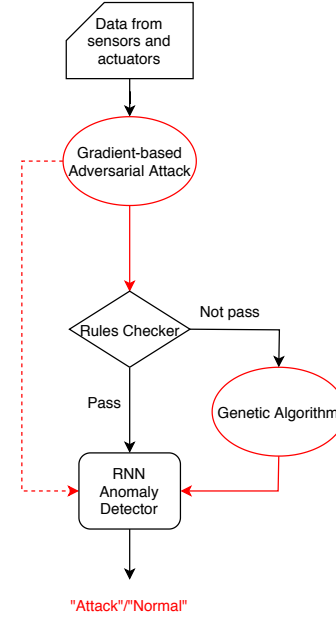 Data from
sensors and
actuators
Gradient-based
Adversarial Attack
Rules Checker
Not pass
Pass
Genetic Algorithm
RNN
Anomaly
Detector
"Attack"/"Normal"